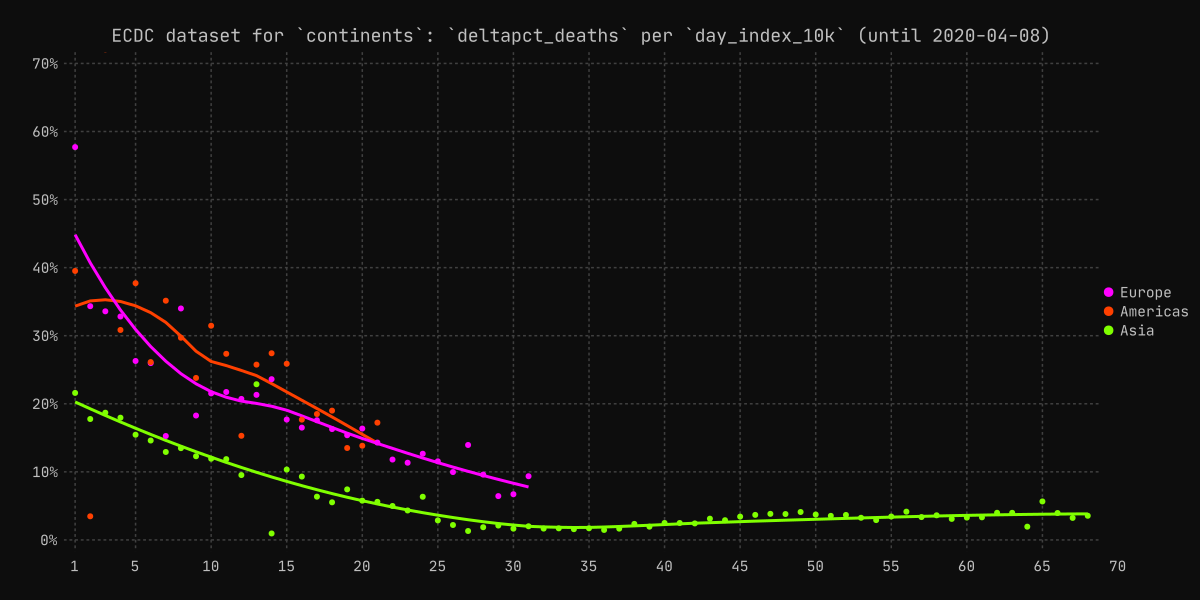 ECDC dataset for `continents`: `deltapct_deaths` per `day_index_10k` (until 2020-04-08)
70%
60%
50%
40%
30%
20%
10%
0%
Europe
Americas
Asia
1 5 10 15 20 25 30 35 40 45 50 55 60 65 70